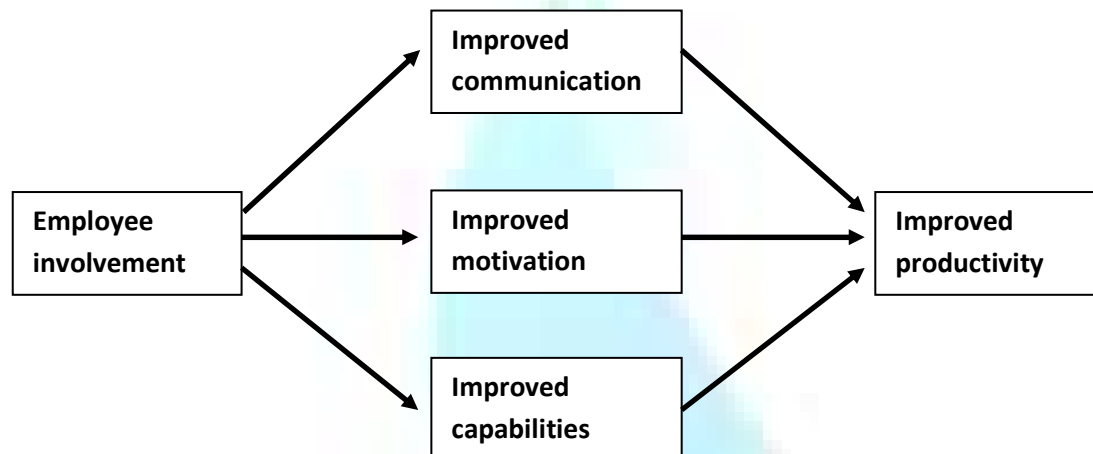 Improved
communication
Employee
involvement
Improved
motivation
Improved
productivity
Improved
capabilities